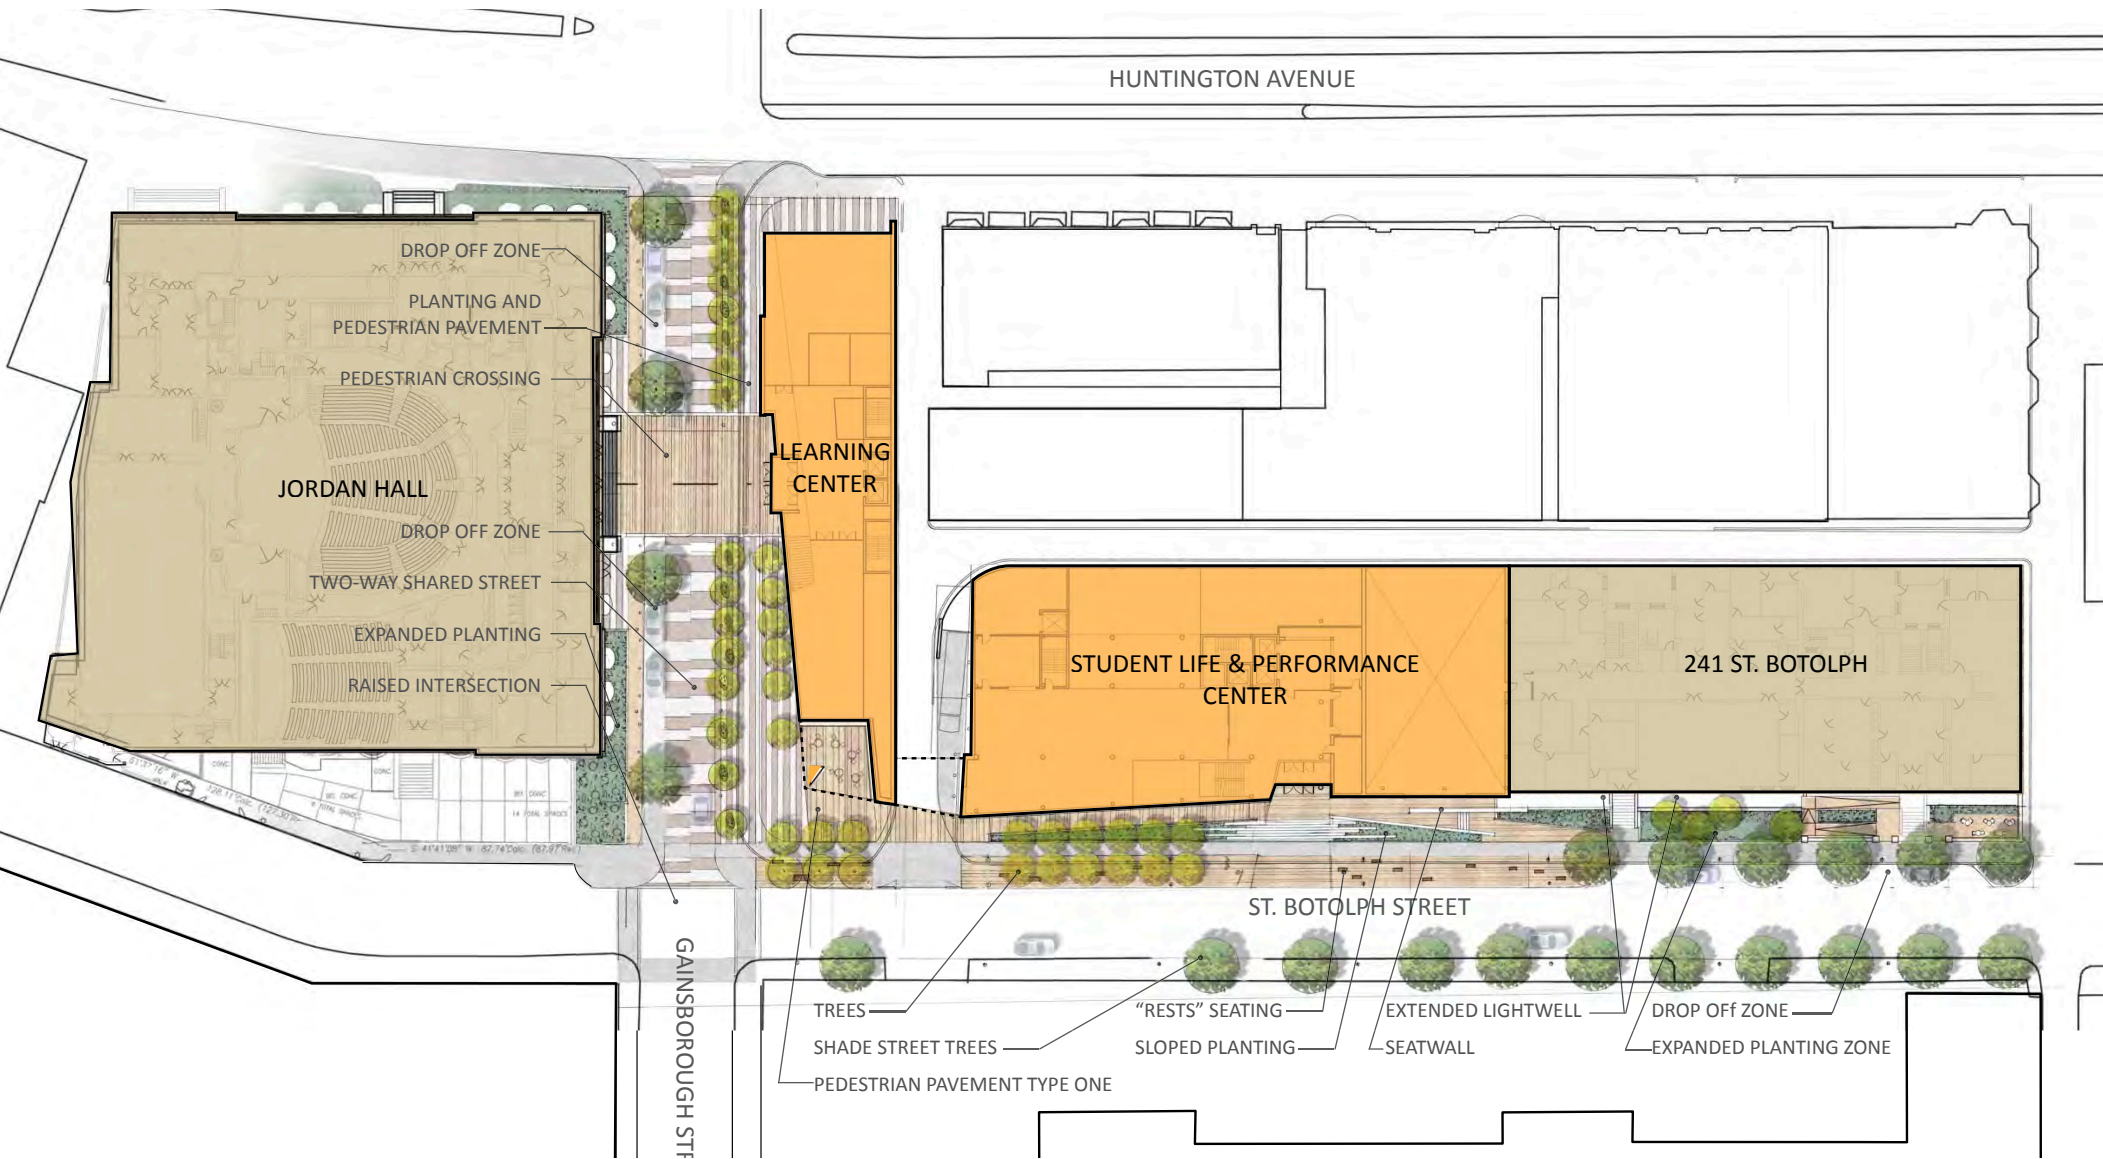 HUNTINGTON AVENUE
DROP OFF ZONE
PLANTING AND
PEDESTRIAN PAVEMENT
PEDESTRIAN CROSSING
JORDAN HALL
DROP OFF ZONE
TWO-WAY SHARED STREET
EXPANDED PLANTING
RAISED INTERSECTION
LEARNING
CENTER
STUDENT LIFE & PERFORMANCE
CENTER
241 ST. BOTOLPH
ST. BOTOLPH STREET
GAINSBOROUGH STR
TREES
SHADE STREET TREES
PEDESTRIAN PAVEMENT TYPE ONE
"RESTS" SEATING
SLOPED PLANTING
EXTENDED LIGHTWELL
SEATWALL
DROP OFf ZONE
EXPANDED PLANTING ZONE